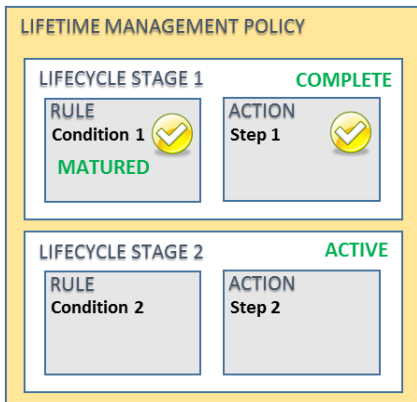 LIFETIME MANAGEMENT POLICY
LIFECYCLE STAGE 1 COMPLETE
RULE ACTION
Condition 1 Step 1
MATURED
LIFECYCLE STAGE 2 ACTIVE
RULE ACTION
Condition 2 Step 2